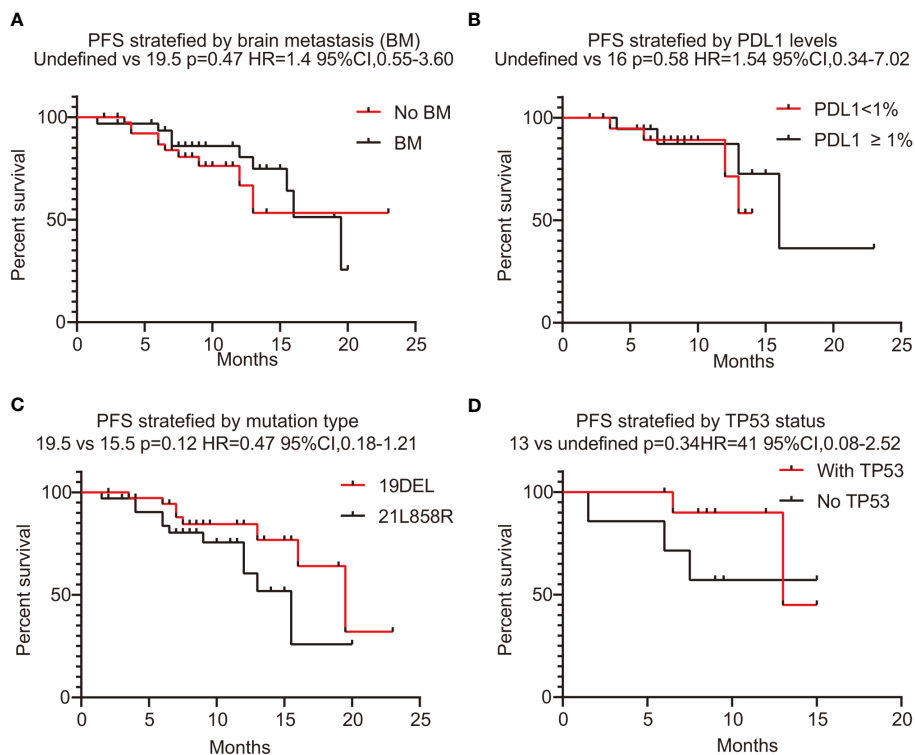 A
PFS stratefied by brain metastasis (BM)
Undefined vs 19.5 p=0.47 HR=1.4 95%CI,0.55-3.60
No BM
BM
Percent survival
100
50
0
0 5 10 15 20 25
Months
B
PFS stratefied by PDL1 levels
Undefined vs 16 p=0.58 HR=1.54 95%CI,0.34-7.02
PDL1<1%
PDL1 ≥ 1%
Percent survival
100
50
0
0 5 10 15 20 25
Months
C
PFS stratefied by mutation type
19.5 vs 15.5 p=0.12 HR=0.47 95%CI,0.18-1.21
19DEL
21L858R
Percent survival
100
50
0
0 5 10 15 20 25
Months
D
PFS stratefied by TP53 status
13 vs undefined p=0.34HR=41 95%CI,0.08-2.52
With TP53
No TP53
Percent survival
100
50
0
0 5 10 15 20
Months